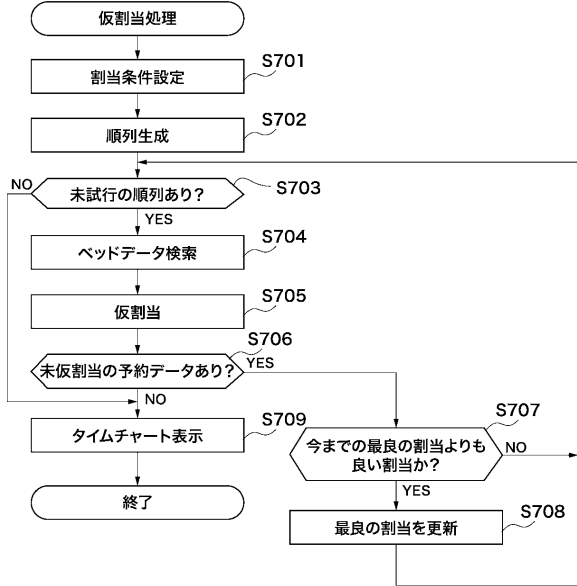 仮割当処理
S701
割当条件設定
S702
順列生成
NO
未試行の順列あり？
S703
YES
S704
ベッドデータ検索
S705
仮割当
S706
未仮割当の予約データあり？
YES
NO
S707
S709
タイムチャート表示
今までの最良の割当よりも
良い割当か？
NO
YES
終了
S708
最良の割当を更新